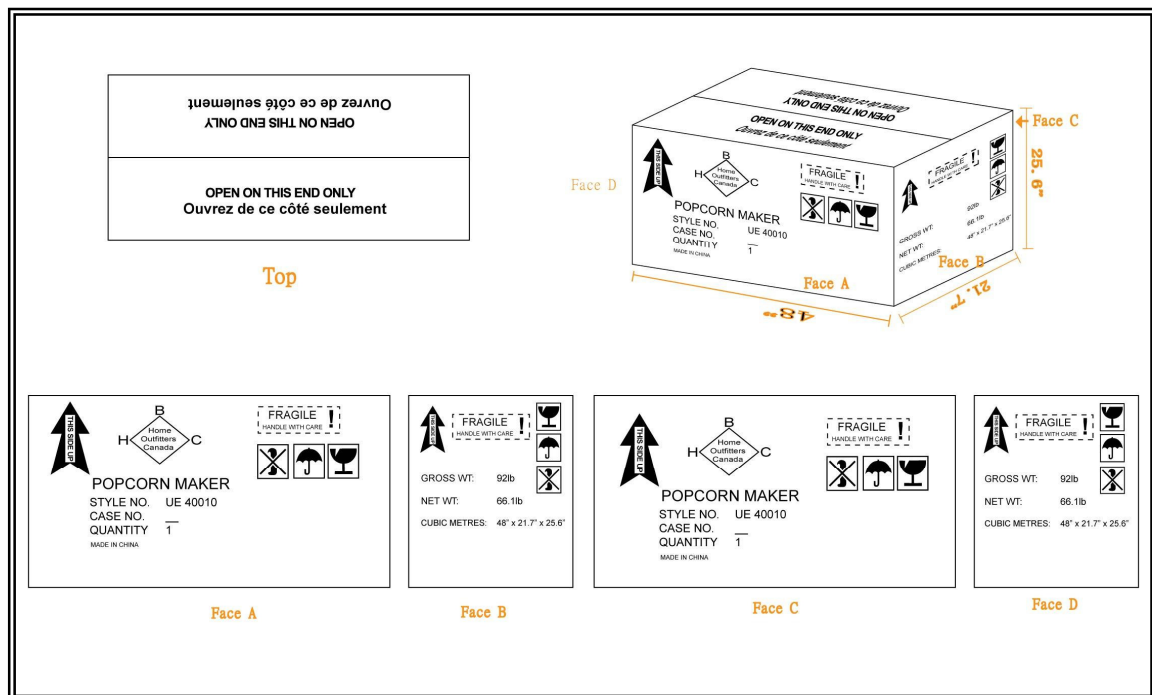 Ouvrez de ce côté seulement
OPEN ON THIS END ONLY
OPEN ON THIS END ONLY
Ouvrez de ce côté seulement
Top
Ouvrez de ce côté seulement
OPEN ON THIS END ONLY
OPEN ON THIS END ONLY
Ouvrez de ce côté seulement
Face C
Face D
THIS SIDE UP
B
H
Home
Outfitters
Canada
C
FRAGILE
HANDLE WITH CARE
!
POPCORN MAKER
STYLE NO. UE 40010
CASE NO.
QUANTITY 1
MADE IN CHINA
Face A
THIS SIDE UP
FRAGILE
HANDLE WITH CARE
!
GROSS WT: 92lb
NET WT: 66.1lb
CUBIC METRES: 48" x 21.7" x 25.6"
Face B
25.6"
21.7"
48"
THIS SIDE UP
B
H
Home
Outfitters
Canada
C
FRAGILE
HANDLE WITH CARE
!
POPCORN MAKER
STYLE NO. UE 40010
CASE NO.
QUANTITY 1
MADE IN CHINA
Face A
THIS SIDE UP
FRAGILE
HANDLE WITH CARE
!
GROSS WT: 92lb
NET WT: 66.1lb
CUBIC METRES: 48" x 21.7" x 25.6"
Face B
THIS SIDE UP
B
H
Home
Outfitters
Canada
C
FRAGILE
HANDLE WITH CARE
!
POPCORN MAKER
STYLE NO. UE 40010
CASE NO.
QUANTITY 1
MADE IN CHINA
Face C
THIS SIDE UP
FRAGILE
HANDLE WITH CARE
!
GROSS WT: 92lb
NET WT: 66.1lb
CUBIC METRES: 48" x 21.7" x 25.6"
Face D